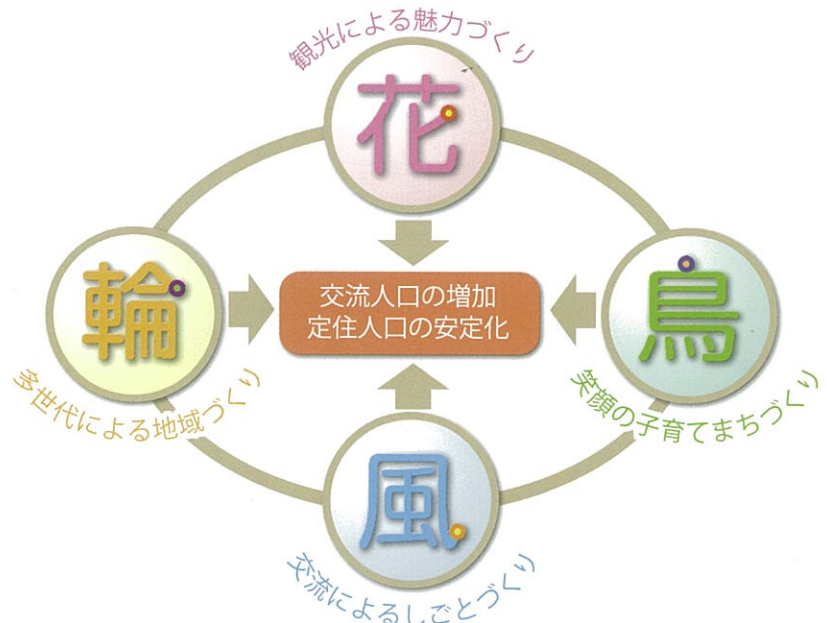 観光による魅力づくり
花
輪
交流人口の増加
定住人口の安定化
鳥
多世代による地域づくり
笑顔の子育てまちづくり
風
交流によるしごとづくり